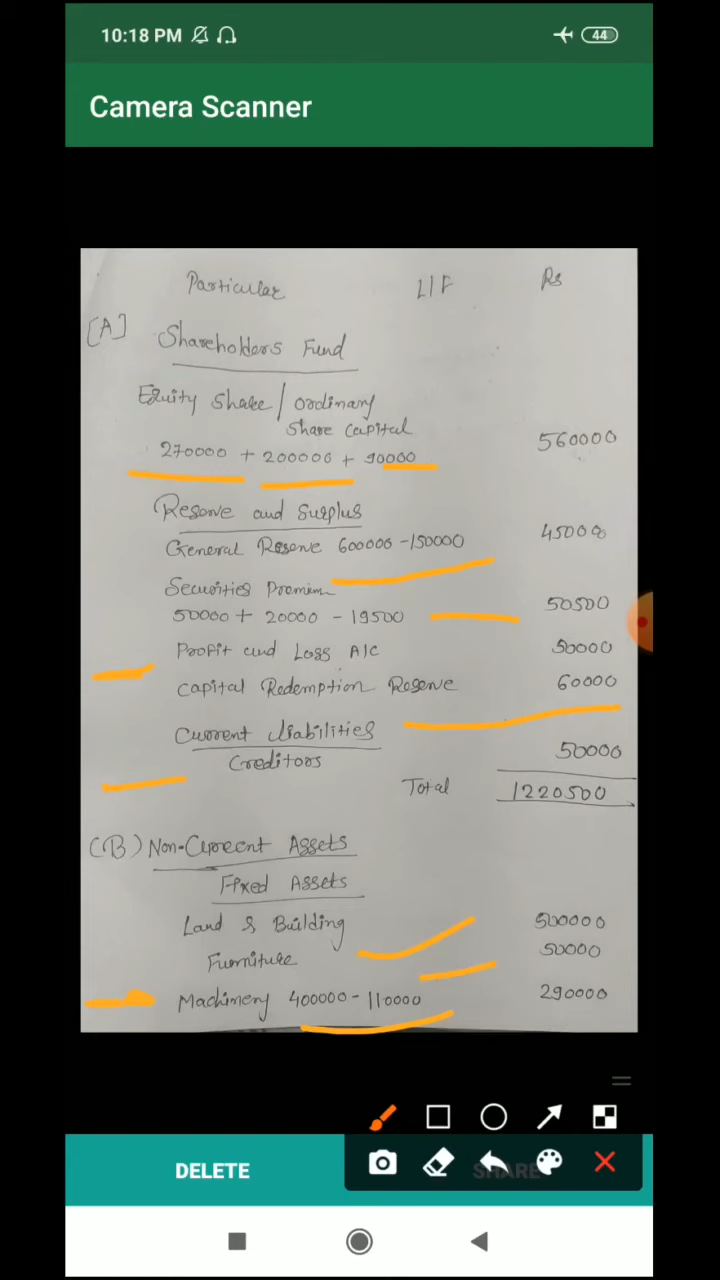 10:18 PM
44
Camera Scanner
Particular L/F Rs
[A] Shareholders Fund
Equity Share / Ordinary
Share Capital 560000
270000 + 200000 + 90000
Reserve and Surplus
General Reserve 600000 - 150000 450000
Securities Premium
50000 + 20000 - 19500 50500
Profit and Loss A/C 50000
Capital Redemption Reserve 60000
Current Liabilities
Creditors 50000
Total 1220500
(B) Non-Current Assets
Fixed Assets
Land & Building 500000
Furniture 50000
Machinery 400000 - 110000 290000
DELETE SHARE